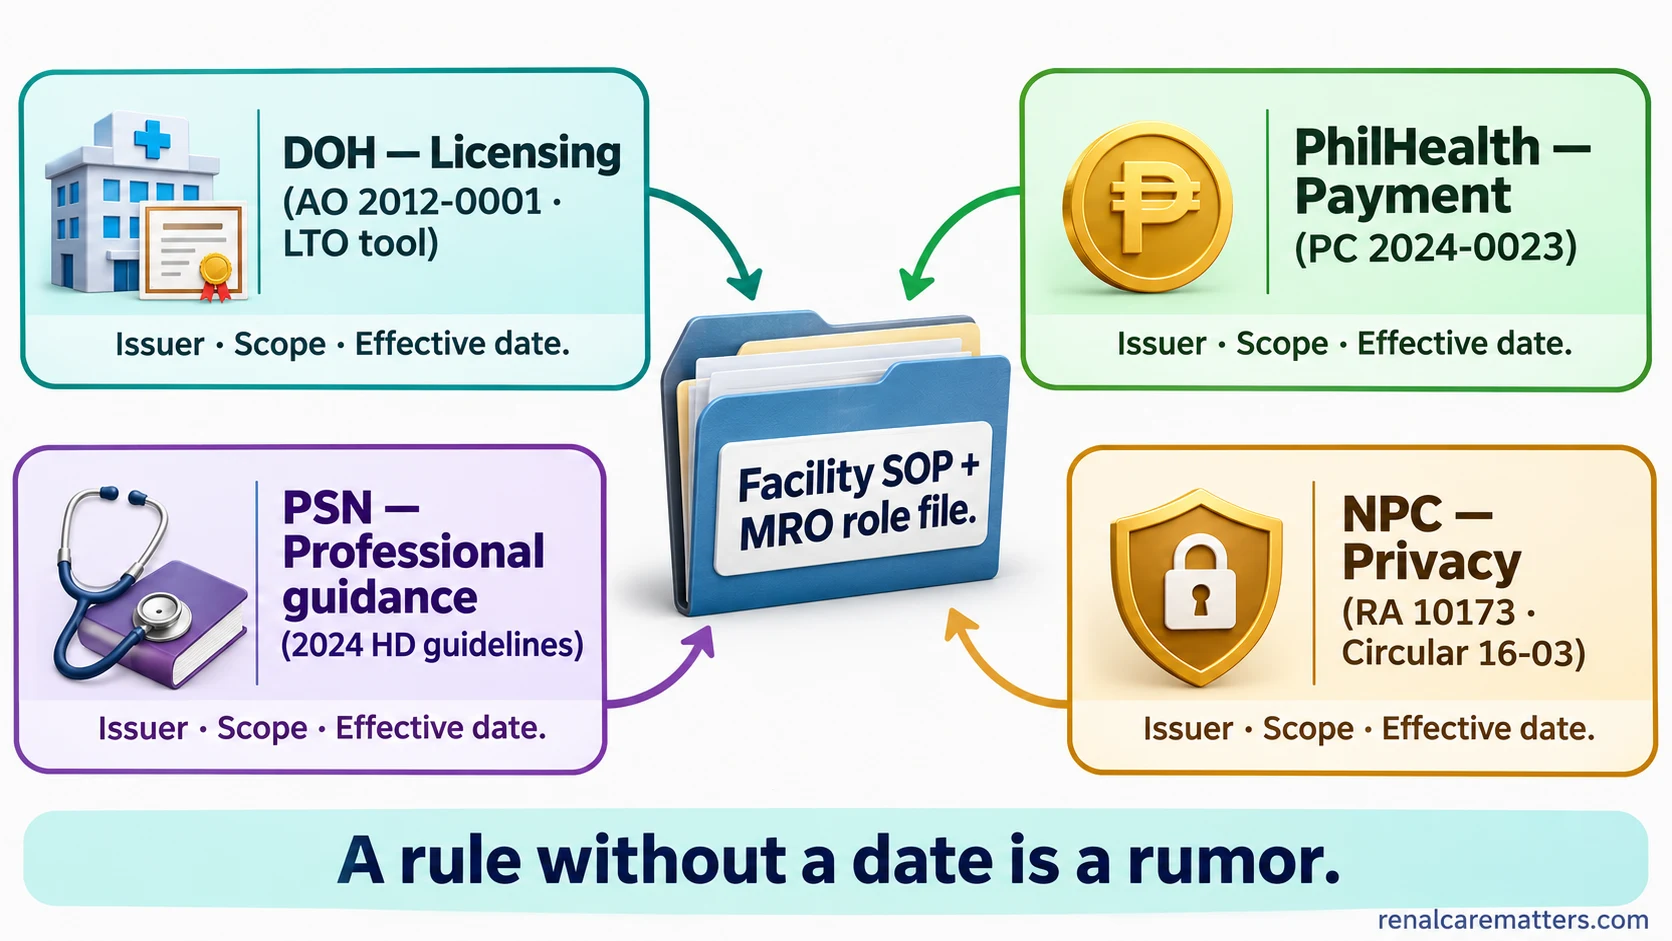 DOH — Licensing
(AO 2012-0001 ·
LTO tool)
Issuer · Scope · Effective date.
PhilHealth —
Payment
(PC 2024-0023)
Issuer · Scope · Effective date.
Facility SOP +
MRO role file.
PSN —
Professional
guidance
(2024 HD guidelines)
Issuer · Scope · Effective date.
NPC —
Privacy
(RA 10173 ·
Circular 16-03)
Issuer · Scope · Effective date.
A rule without a date is a rumor.
renalcarematters.com